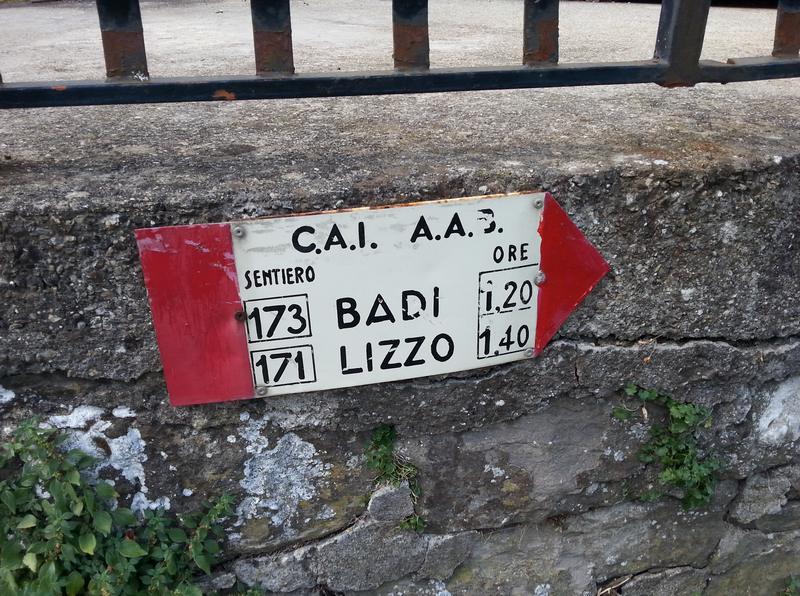 C.A.I. A.A.S.
SENTIERO ORE
173 BADI 1.20
171 LIZZO 1.40